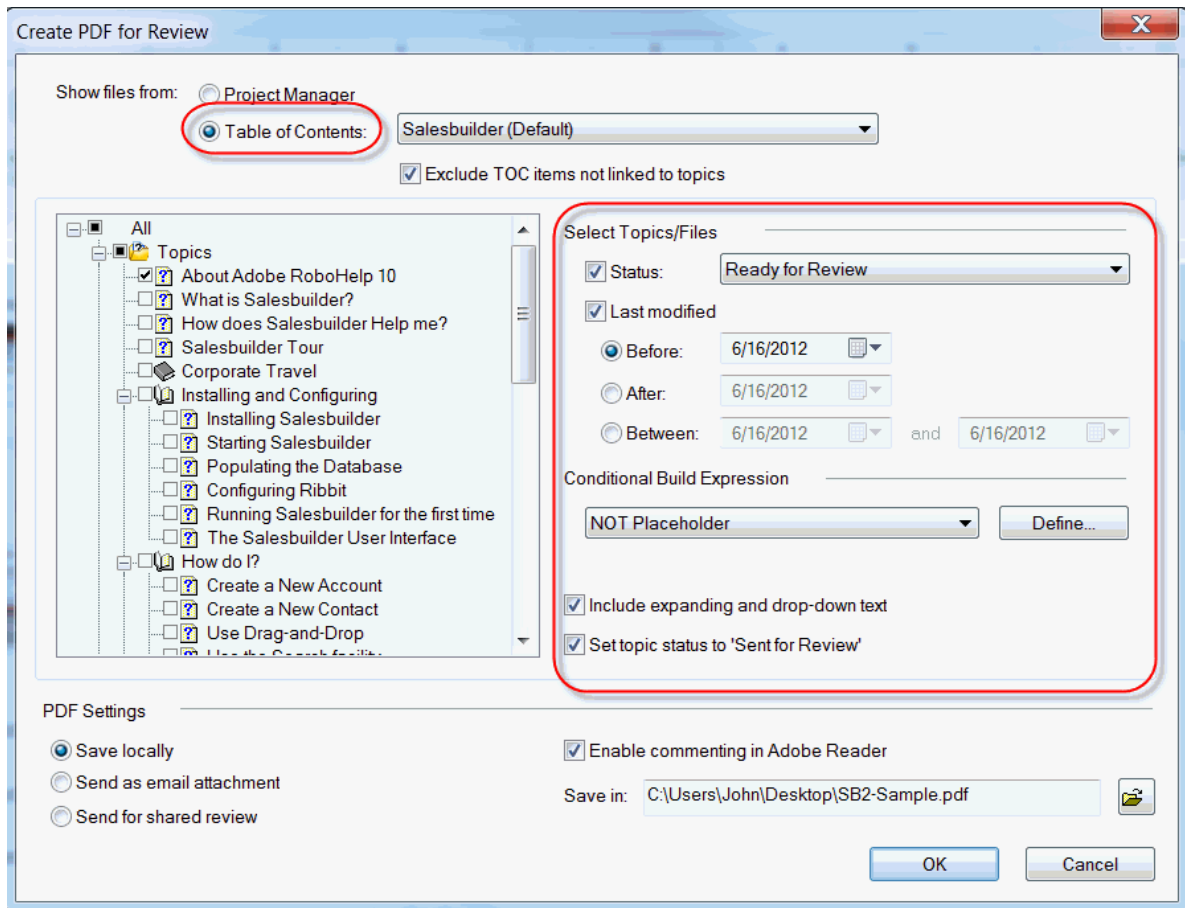 Create PDF for Review
X
Show files from:
Project Manager
Table of Contents:
Salesbuilder (Default)
Exclude TOC items not linked to topics
All
Topics
About Adobe RoboHelp 10
What is Salesbuilder?
How does Salesbuilder Help me?
Salesbuilder Tour
Corporate Travel
Installing and Configuring
Installing Salesbuilder
Starting Salesbuilder
Populating the Database
Configuring Ribbit
Running Salesbuilder for the first time
The Salesbuilder User Interface
How do I?
Create a New Account
Create a New Contact
Use Drag-and-Drop
Use the Search facility
Select Topics/Files
Status:
Ready for Review
Last modified
Before: 6/16/2012
After: 6/16/2012
Between: 6/16/2012 and 6/16/2012
Conditional Build Expression
NOT Placeholder
Define...
Include expanding and drop-down text
Set topic status to 'Sent for Review'
PDF Settings
Save locally
Send as email attachment
Send for shared review
Enable commenting in Adobe Reader
Save in: C:\Users\John\Desktop\SB2-Sample.pdf
OK
Cancel